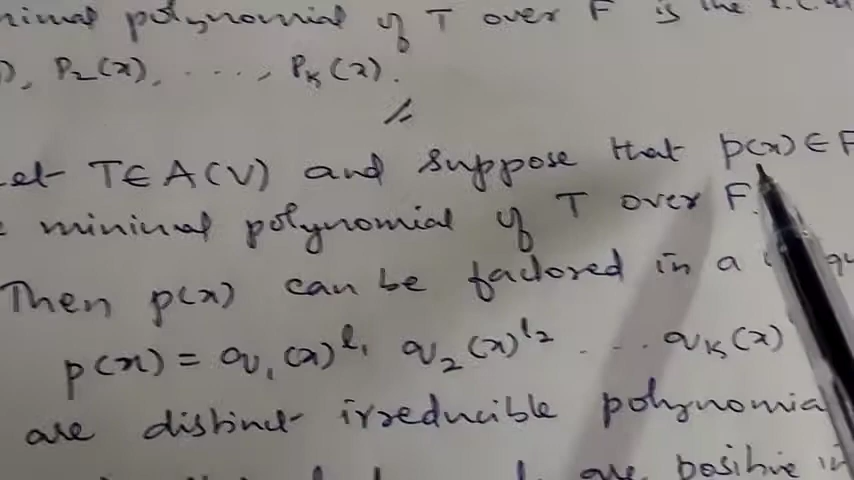 minimal polynomial of T over F is the l.c.m
), P₂(x), ....., Pₖ(x).
Let T∈A(V) and suppose that p(x) ∈ F
minimal polynomial of T over F.
Then p(x) can be factored in a
p(x) = q₁(x)^l₁ q₂(x)^l₂ .... qₖ(x)
are distinct irreducible polynomia
are positive in